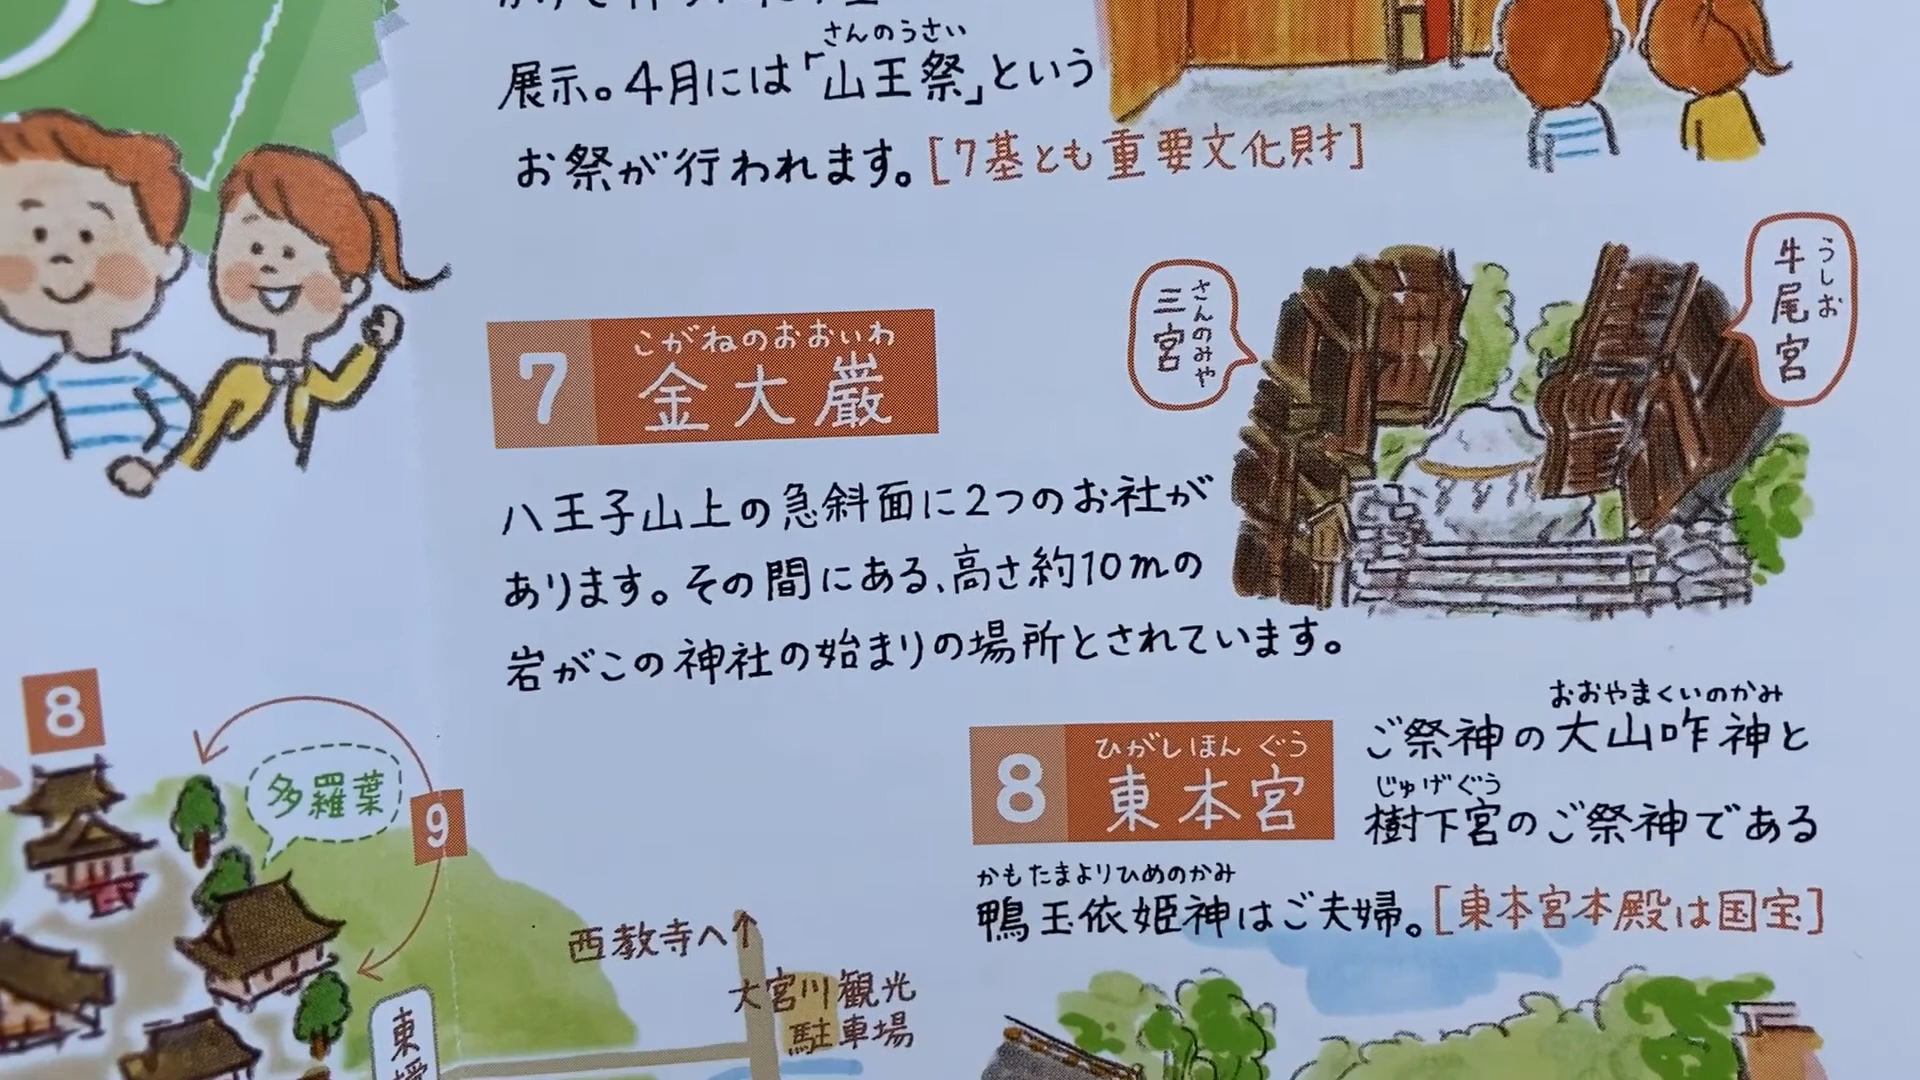 さんのうさい
展示。4月には「山王祭」という
お祭が行われます。[7基とも重要文化財]
さんのみや
三宮
うしお
牛尾宮
7
こがねのおおいわ
金大巌
八王子山上の急斜面に2つのお社が
あります。その間にある、高さ約10mの
岩がこの神社の始まりの場所とされています。
8
ひがしほんぐう
東本宮
おおやまくいのかみ
ご祭神の大山咋神と
じゅげぐう
樹下宮のご祭神である
かもたまよりひめのかみ
鴨玉依姫神はご夫婦。[東本宮本殿は国宝]
8
多羅葉
9
西教寺へ↑
大宮川観光
駐車場
東